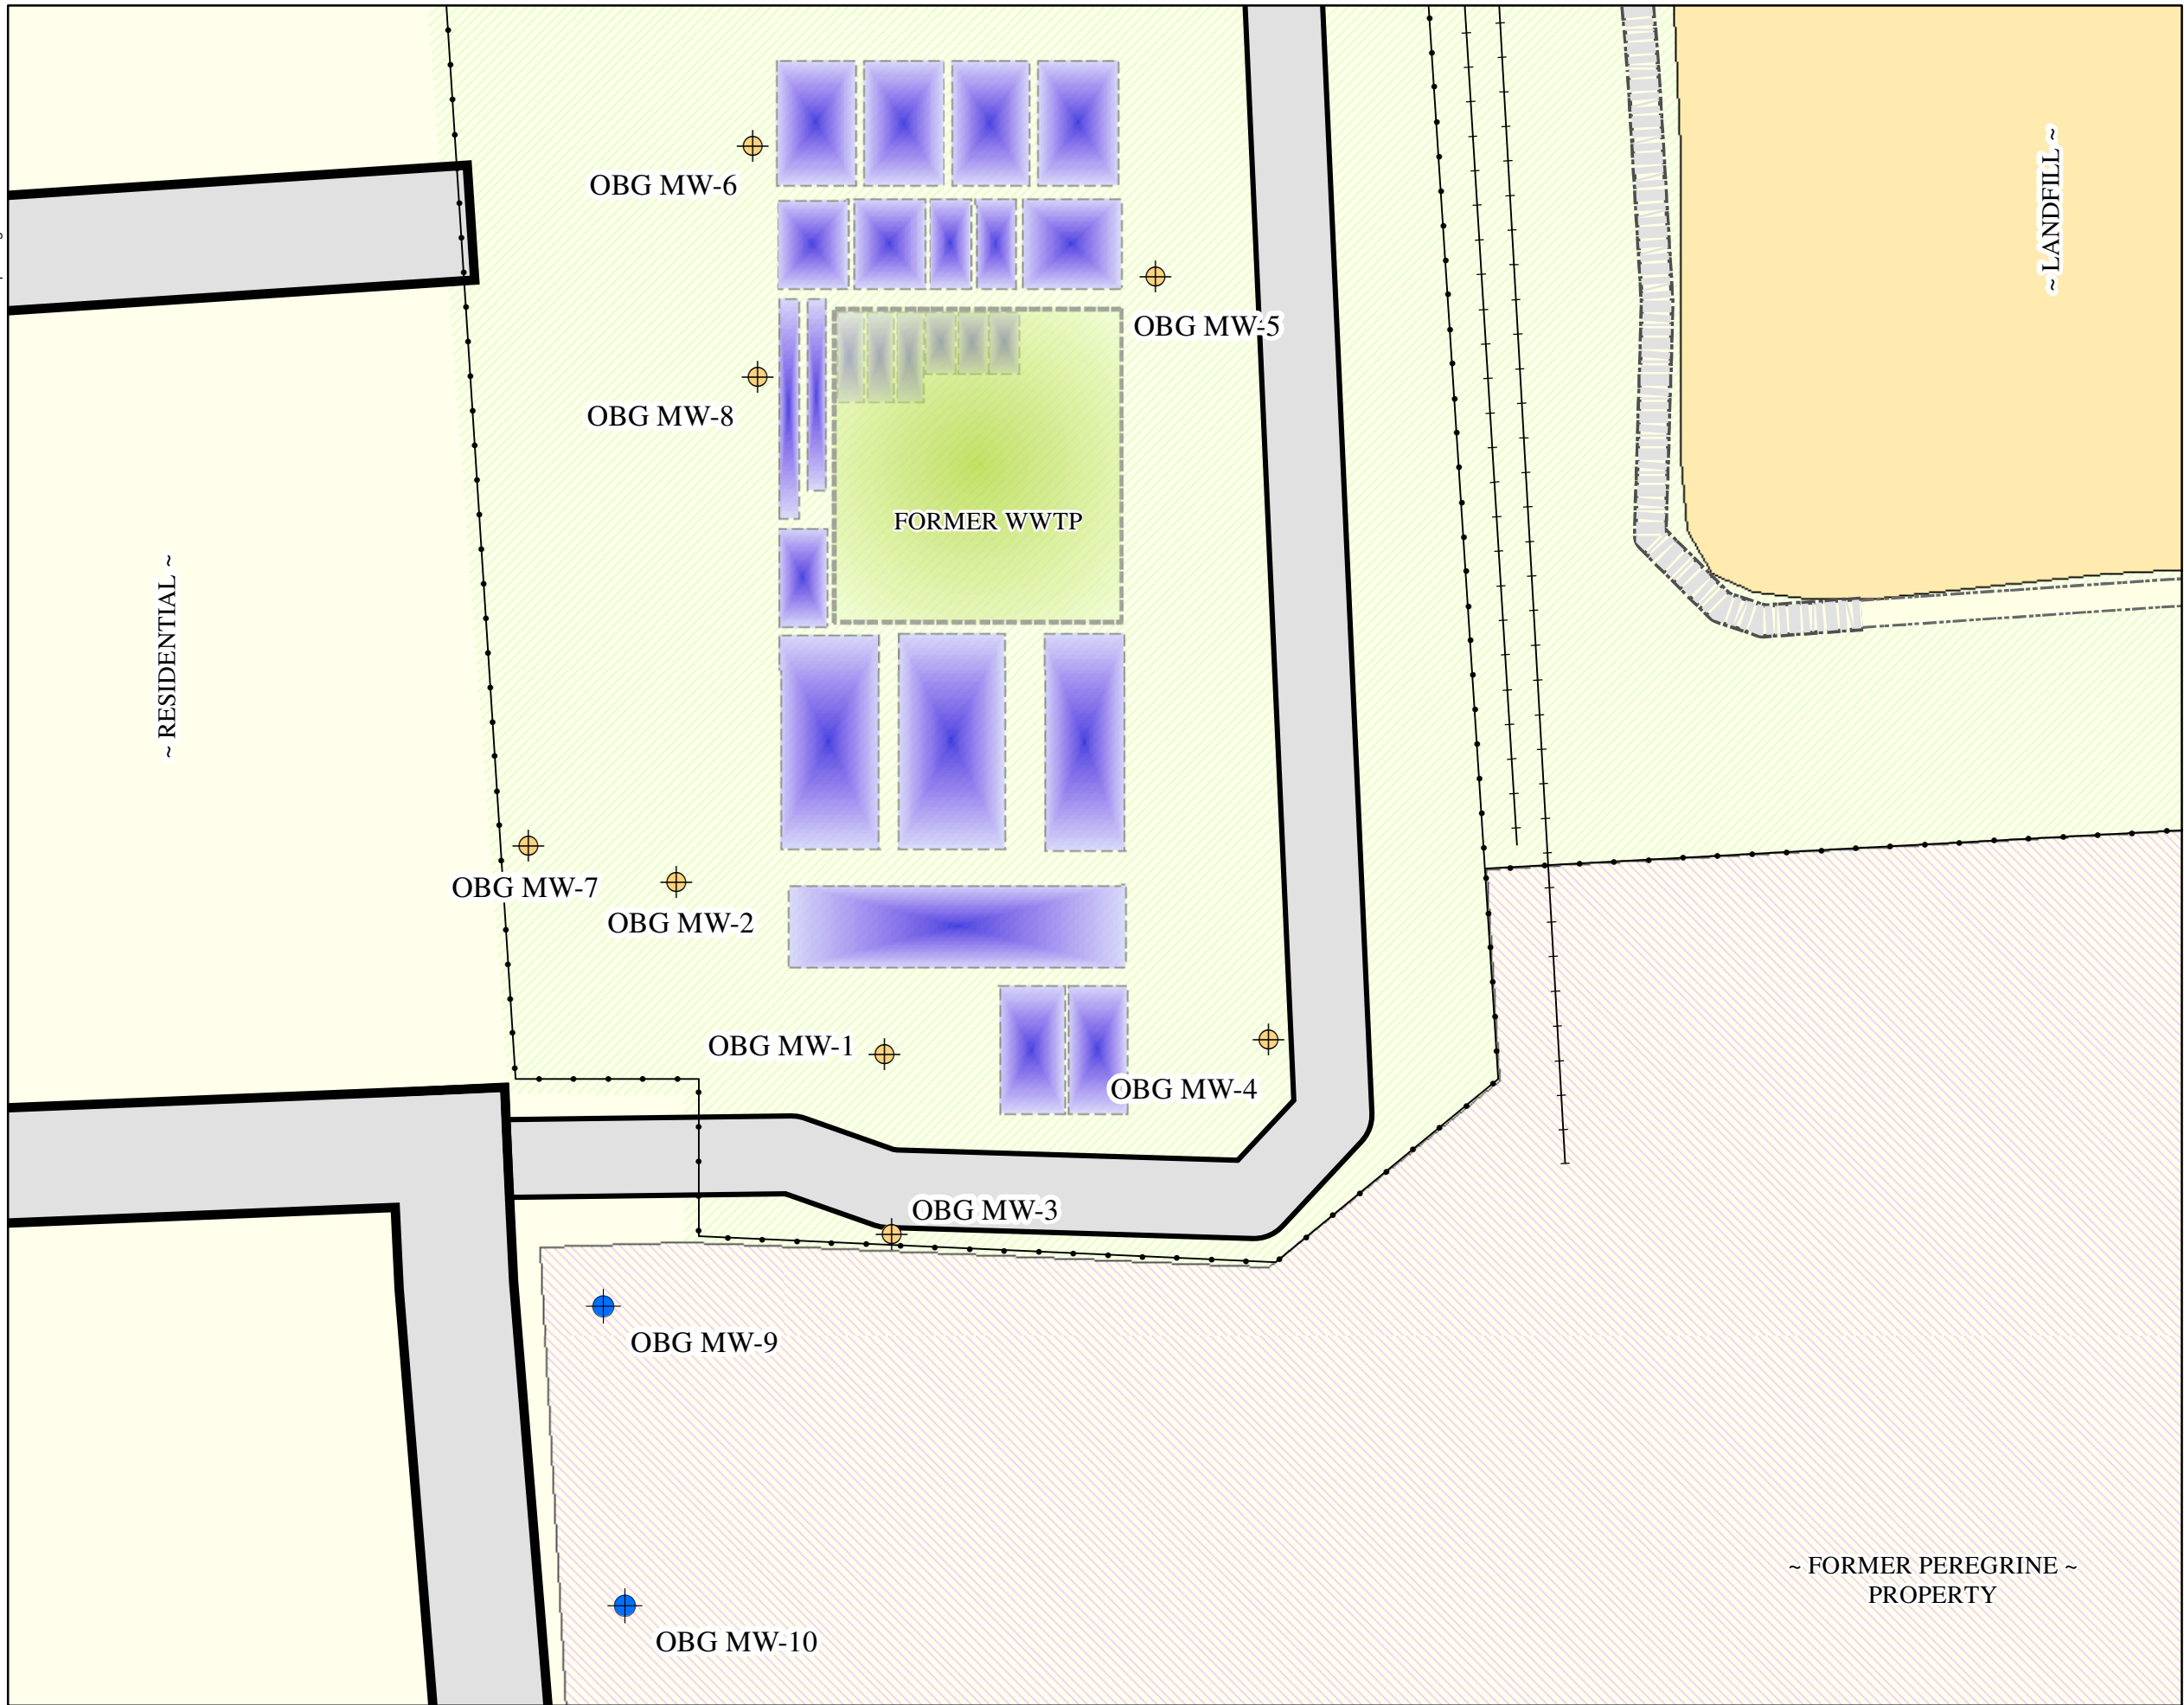 ~ LANDFILL ~
OBG MW-6
OBG MW-5
OBG MW-8
FORMER WWTP
~ RESIDENTIAL ~
OBG MW-7
OBG MW-2
OBG MW-1
OBG MW-4
OBG MW-3
OBG MW-9
~ FORMER PEREGRINE ~
PROPERTY
OBG MW-10